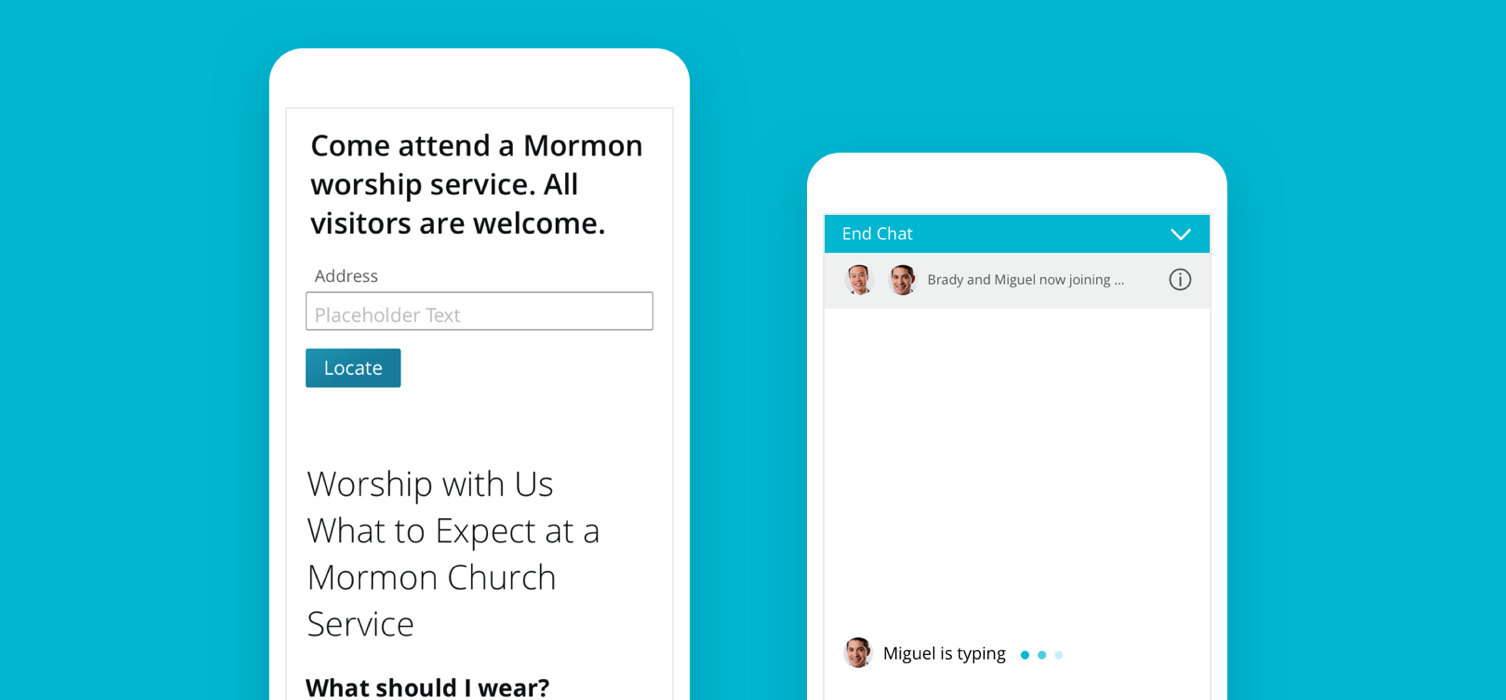 Come attend a Mormon
worship service. All
visitors are welcome.
Address
Placeholder Text
Locate
Worship with Us
What to Expect at a
Mormon Church
Service
What should I wear?
End Chat
Brady and Miguel now joining ...
Miguel is typing